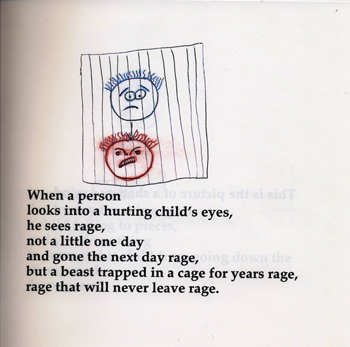 When a person
looks into a hurting child's eyes,
he sees rage,
not a little one day
and gone the next day rage,
but a beast trapped in a cage for years rage,
rage that will never leave rage.